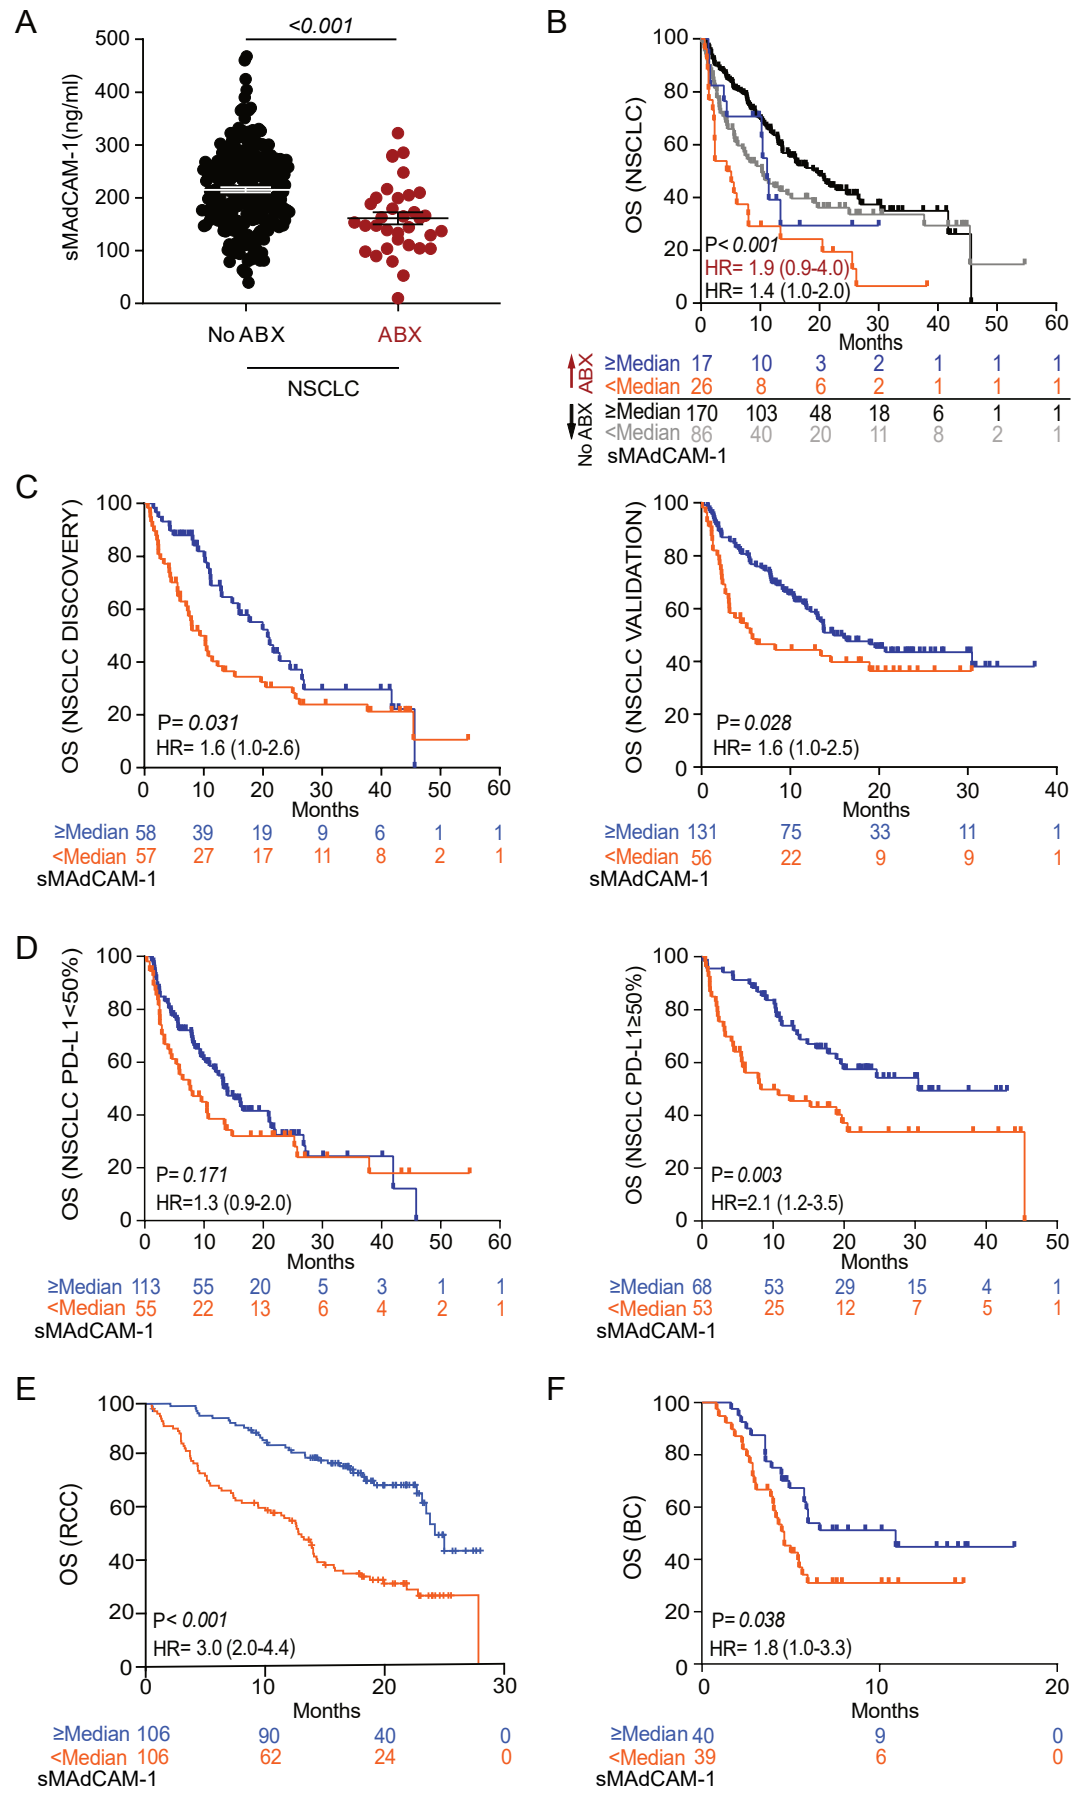 A
<0.001
sMAdCAM-1(ng/ml)
500
400
300
200
100
0
No ABX
ABX
NSCLC
B
OS (NSCLC)
100
80
60
40
20
0
P< 0.001
HR= 1.9 (0.9-4.0)
HR= 1.4 (1.0-2.0)
0 10 20 30 40 50 60
Months
ABX
≥Median 17 10 3 2 1 1 1
<Median 26 8 6 2 1 1 1
No ABX
≥Median 170 103 48 18 6 1 1
<Median 86 40 20 11 8 2 1
sMAdCAM-1
C
OS (NSCLC DISCOVERY)
100
80
60
40
20
0
P= 0.031
HR= 1.6 (1.0-2.6)
0 10 20 30 40 50 60
Months
≥Median 58 39 19 9 6 1 1
<Median 57 27 17 11 8 2 1
sMAdCAM-1
OS (NSCLC VALIDATION)
100
80
60
40
20
0
P= 0.028
HR= 1.6 (1.0-2.5)
0 10 20 30 40
Months
≥Median 131 75 33 11 1
<Median 56 22 9 9 1
sMAdCAM-1
D
OS (NSCLC PD-L1<50%)
100
80
60
40
20
0
P= 0.171
HR=1.3 (0.9-2.0)
0 10 20 30 40 50 60
Months
≥Median 113 55 20 5 3 1 1
<Median 55 22 13 6 4 2 1
sMAdCAM-1
OS (NSCLC PD-L1≥50%)
100
80
60
40
20
0
P= 0.003
HR=2.1 (1.2-3.5)
0 10 20 30 40 50
Months
≥Median 68 53 29 15 4 1
<Median 53 25 12 7 5 1
sMAdCAM-1
E
OS (RCC)
100
80
60
40
20
0
P< 0.001
HR= 3.0 (2.0-4.4)
0 10 20 30
Months
≥Median 106 90 40 0
<Median 106 62 24 0
sMAdCAM-1
F
OS (BC)
100
80
60
40
20
0
P= 0.038
HR= 1.8 (1.0-3.3)
0 10 20
Months
≥Median 40 9 0
<Median 39 6 0
sMAdCAM-1